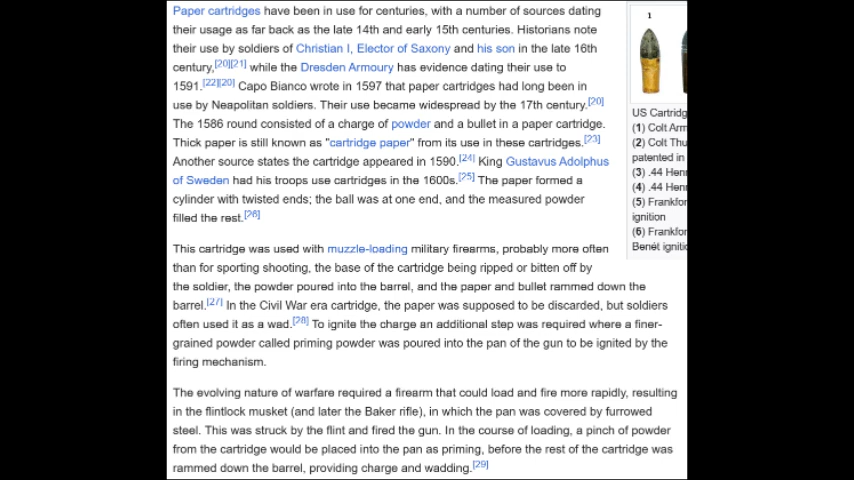 Paper cartridges have been in use for centuries, with a number of sources dating
their usage as far back as the late 14th and early 15th centuries. Historians note
their use by soldiers of Christian I, Elector of Saxony and his son in the late 16th
century,[20][21] while the Dresden Armoury has evidence dating their use to
1591.[22][20] Capo Bianco wrote in 1597 that paper cartridges had long been in
use by Neapolitan soldiers. Their use became widespread by the 17th century.[20]
The 1586 round consisted of a charge of powder and a bullet in a paper cartridge.
Thick paper is still known as "cartridge paper" from its use in these cartridges.[23]
Another source states the cartridge appeared in 1590.[24] King Gustavus Adolphus
of Sweden had his troops use cartridges in the 1600s.[25] The paper formed a
cylinder with twisted ends; the ball was at one end, and the measured powder
filled the rest.[26]
This cartridge was used with muzzle-loading military firearms, probably more often
than for sporting shooting, the base of the cartridge being ripped or bitten off by
the soldier, the powder poured into the barrel, and the paper and bullet rammed down the
barrel.[27] In the Civil War era cartridge, the paper was supposed to be discarded, but soldiers
often used it as a wad.[28] To ignite the charge an additional step was required where a finer-
grained powder called priming powder was poured into the pan of the gun to be ignited by the
firing mechanism.
The evolving nature of warfare required a firearm that could load and fire more rapidly, resulting
in the flintlock musket (and later the Baker rifle), in which the pan was covered by furrowed
steel. This was struck by the flint and fired the gun. In the course of loading, a pinch of powder
from the cartridge would be placed into the pan as priming, before the rest of the cartridge was
rammed down the barrel, providing charge and wadding.[29]
1
US Cartridg
(1) Colt Arm
(2) Colt Thu
patented in
(3) .44 Henr
(4) .44 Henr
(5) Frankfor
ignition
(6) Frankfor
Benét ignitio